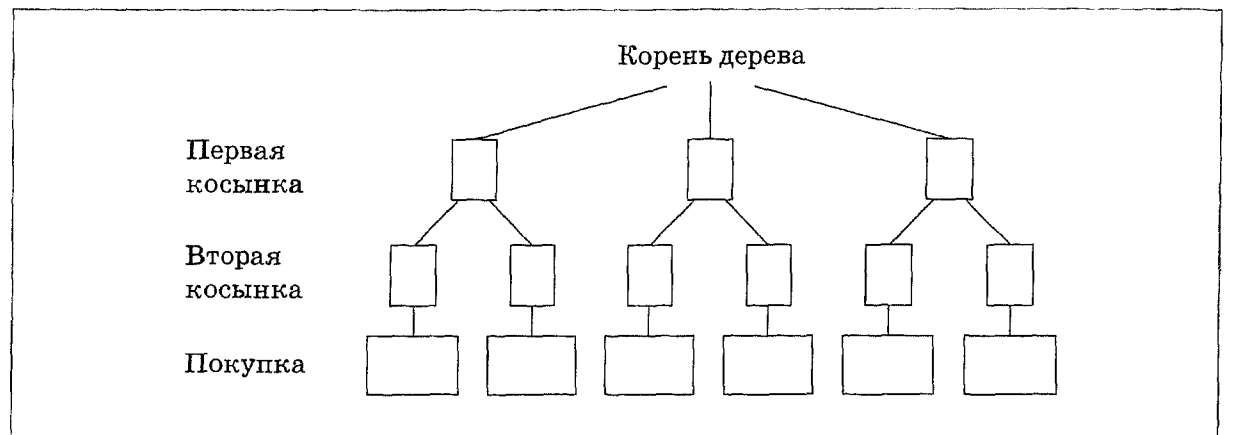 Корень дерева
Первая
косынка
Вторая
косынка
Покупка